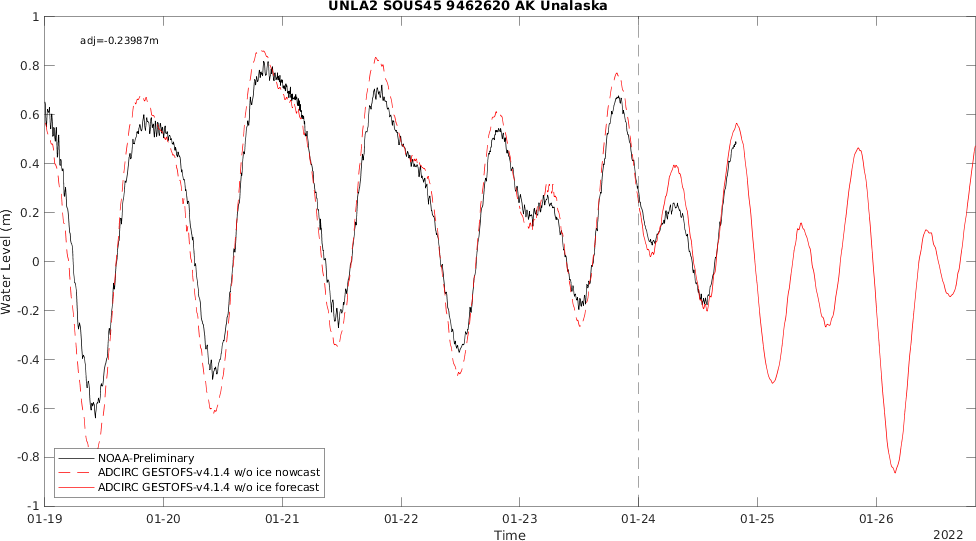 UNLA2 SOUS45 9462620 AK Unalaska
adj=-0.23987m
Water Level (m)
1
0.8
0.6
0.4
0.2
0
-0.2
-0.4
-0.6
-0.8
-1
NOAA-Preliminary
ADCIRC GESTOFS-v4.1.4 w/o ice nowcast
ADCIRC GESTOFS-v4.1.4 w/o ice forecast
01-19 01-20 01-21 01-22 01-23 01-24 01-25 01-26
Time
2022